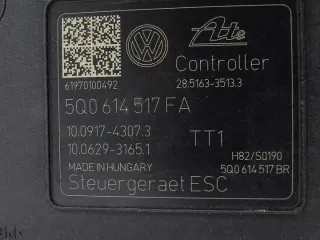 Ate
Controller
61970100492
28.5163-3513.3
5Q0 614 517 FA
10.0917-4307.3
TT1
10.0629-3165.1
H82/S0190
MADE IN HUNGARY
5Q0 614 517 BR
Steuergeraet ESC